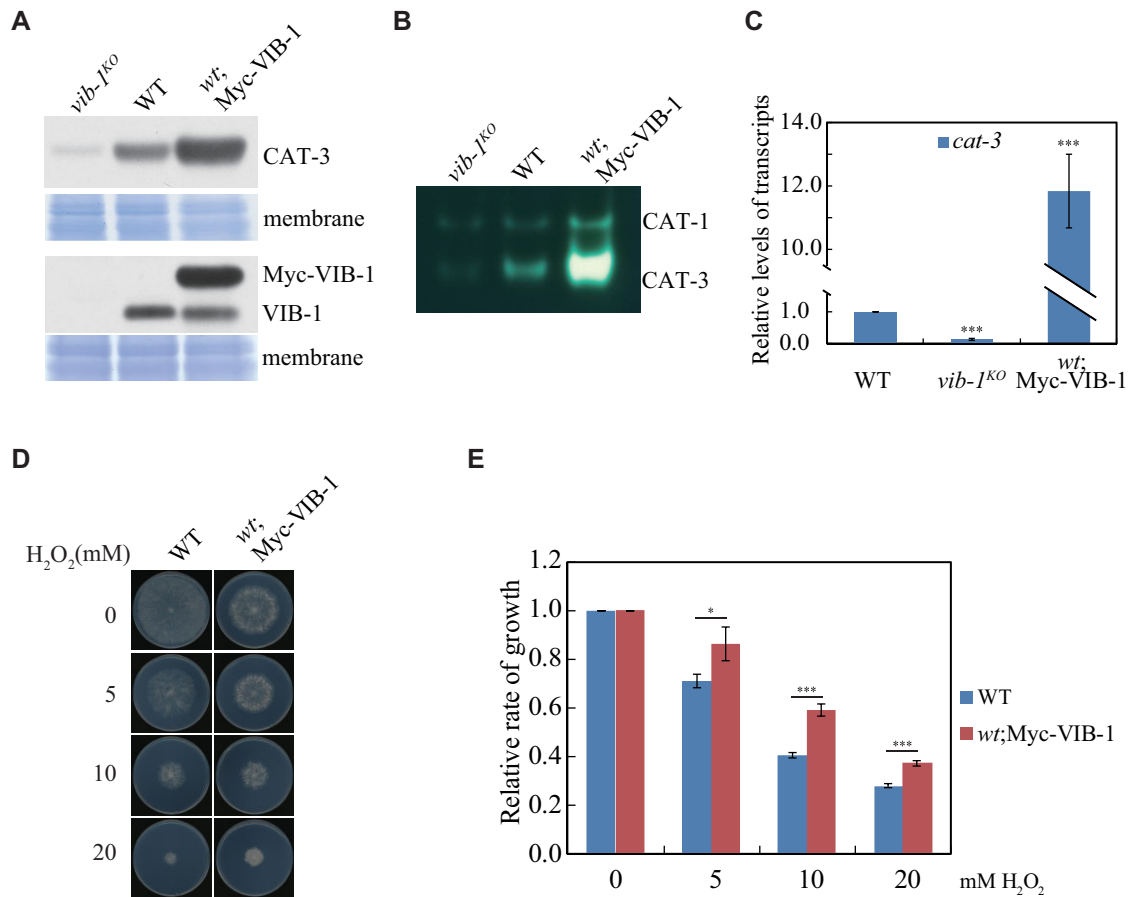 A
vib-1KO
WT
wt;
Myc-VIB-1
CAT-3
membrane
Myc-VIB-1
VIB-1
membrane
B
vib-1KO
WT
wt;
Myc-VIB-1
CAT-1
CAT-3
C
Relative levels of transcripts
14.0
12.0
10.0
1.0
0.0
cat-3
***
***
WT
vib-1KO
wt;
Myc-VIB-1
D
H2O2(mM)
WT
wt;
Myc-VIB-1
0
5
10
20
E
Relative rate of growth
1.2
1.0
0.8
0.6
0.4
0.2
0.0
*
***
***
WT
wt;Myc-VIB-1
0 5 10 20 mM H2O2